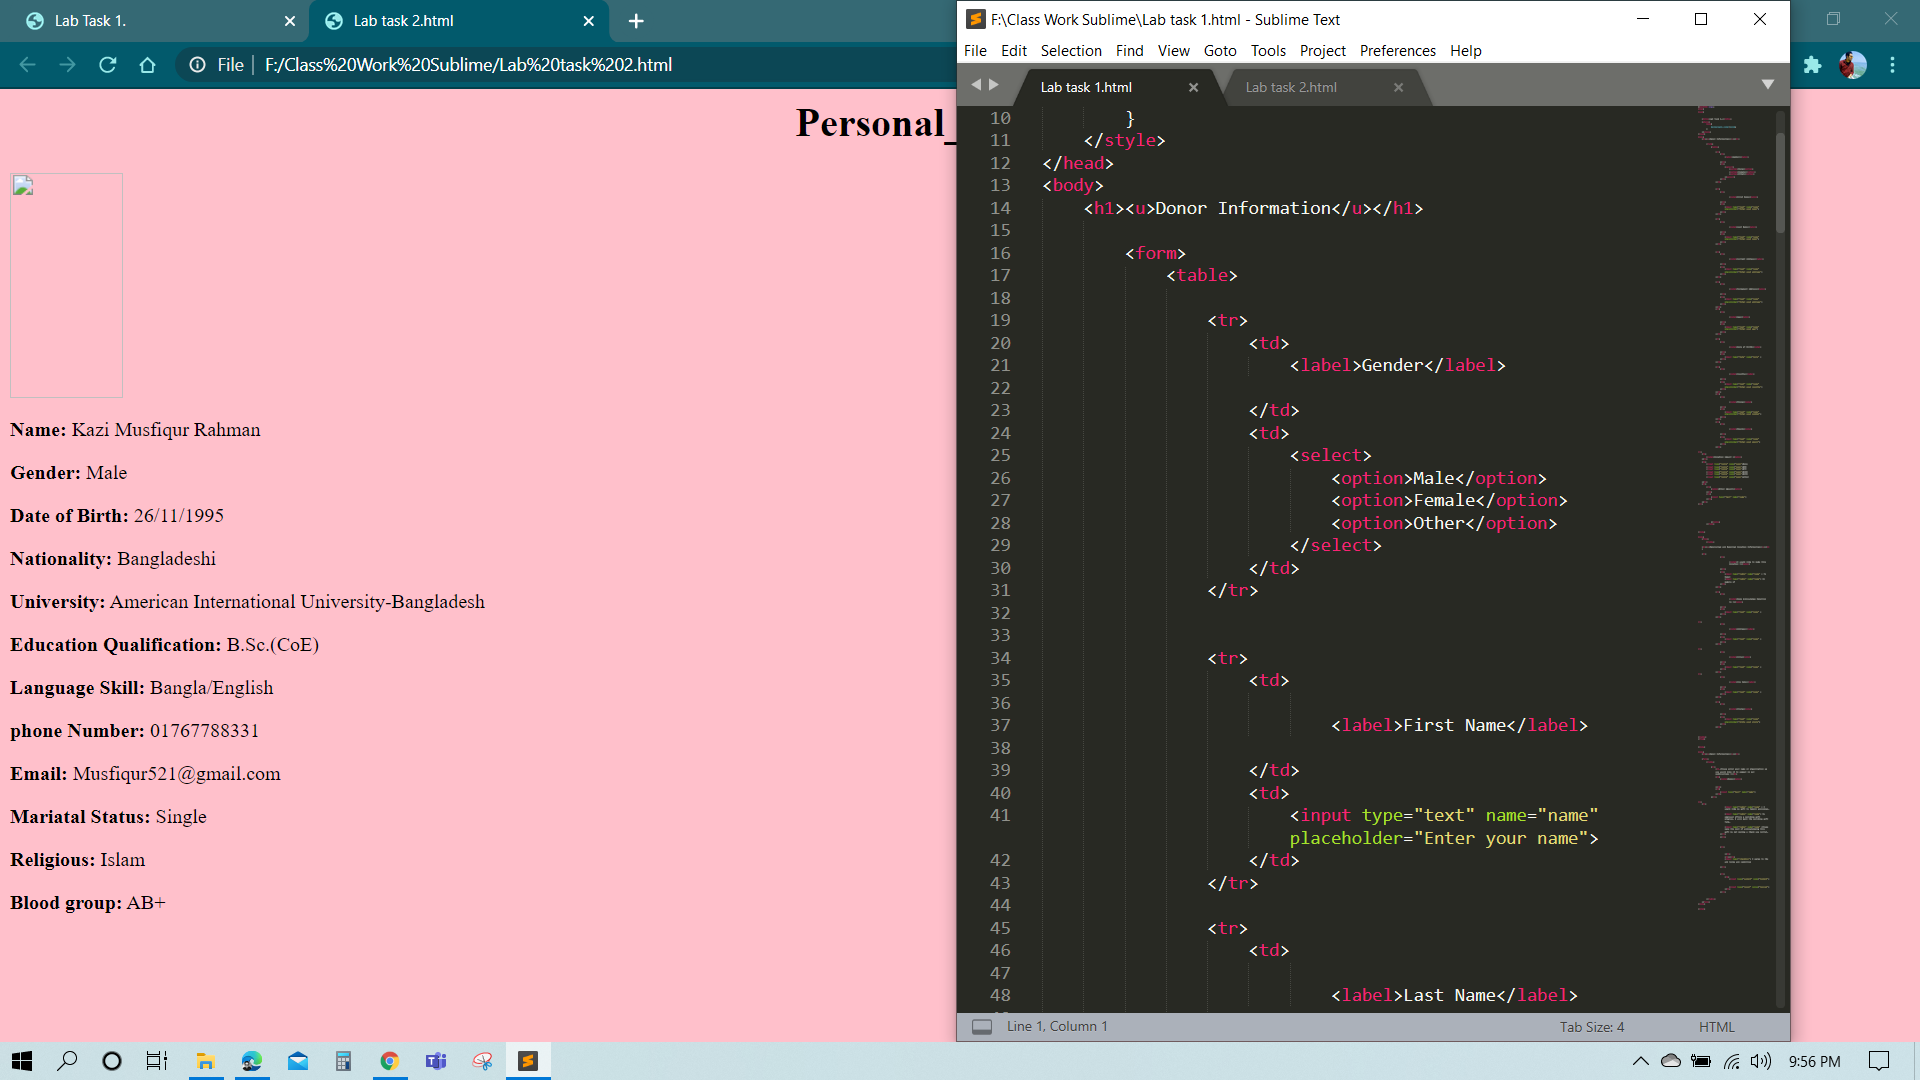 Lab Task 1.
Lab task 2.html
File
F:/Class%20Work%20Sublime/Lab%20task%202.html
Personal_
Name: Kazi Musfiqur Rahman
Gender: Male
Date of Birth: 26/11/1995
Nationality: Bangladeshi
University: American International University-Bangladesh
Education Qualification: B.Sc.(CoE)
Language Skill: Bangla/English
phone Number: 01767788331
Email: Musfiqur521@gmail.com
Mariatal Status: Single
Religious: Islam
Blood group: AB+
F:\Class Work Sublime\Lab task 1.html - Sublime Text
File Edit Selection Find View Goto Tools Project Preferences Help
Lab task 1.html
Lab task 2.html
10 }
11 </style>
12 </head>
13 <body>
14 <h1><u>Donor Information</u></h1>
15
16 <form>
17 <table>
18
19 <tr>
20 <td>
21 <label>Gender</label>
22
23 </td>
24 <td>
25 <select>
26 <option>Male</option>
27 <option>Female</option>
28 <option>Other</option>
29 </select>
30 </td>
31 </tr>
32
33
34 <tr>
35 <td>
36
37 <label>First Name</label>
38
39 </td>
40 <td>
41 <input type="text" name="name"
placeholder="Enter your name">
42 </td>
43 </tr>
44
45 <tr>
46 <td>
47
48 <label>Last Name</label>
Line 1, Column 1
Tab Size: 4
HTML
9:56 PM